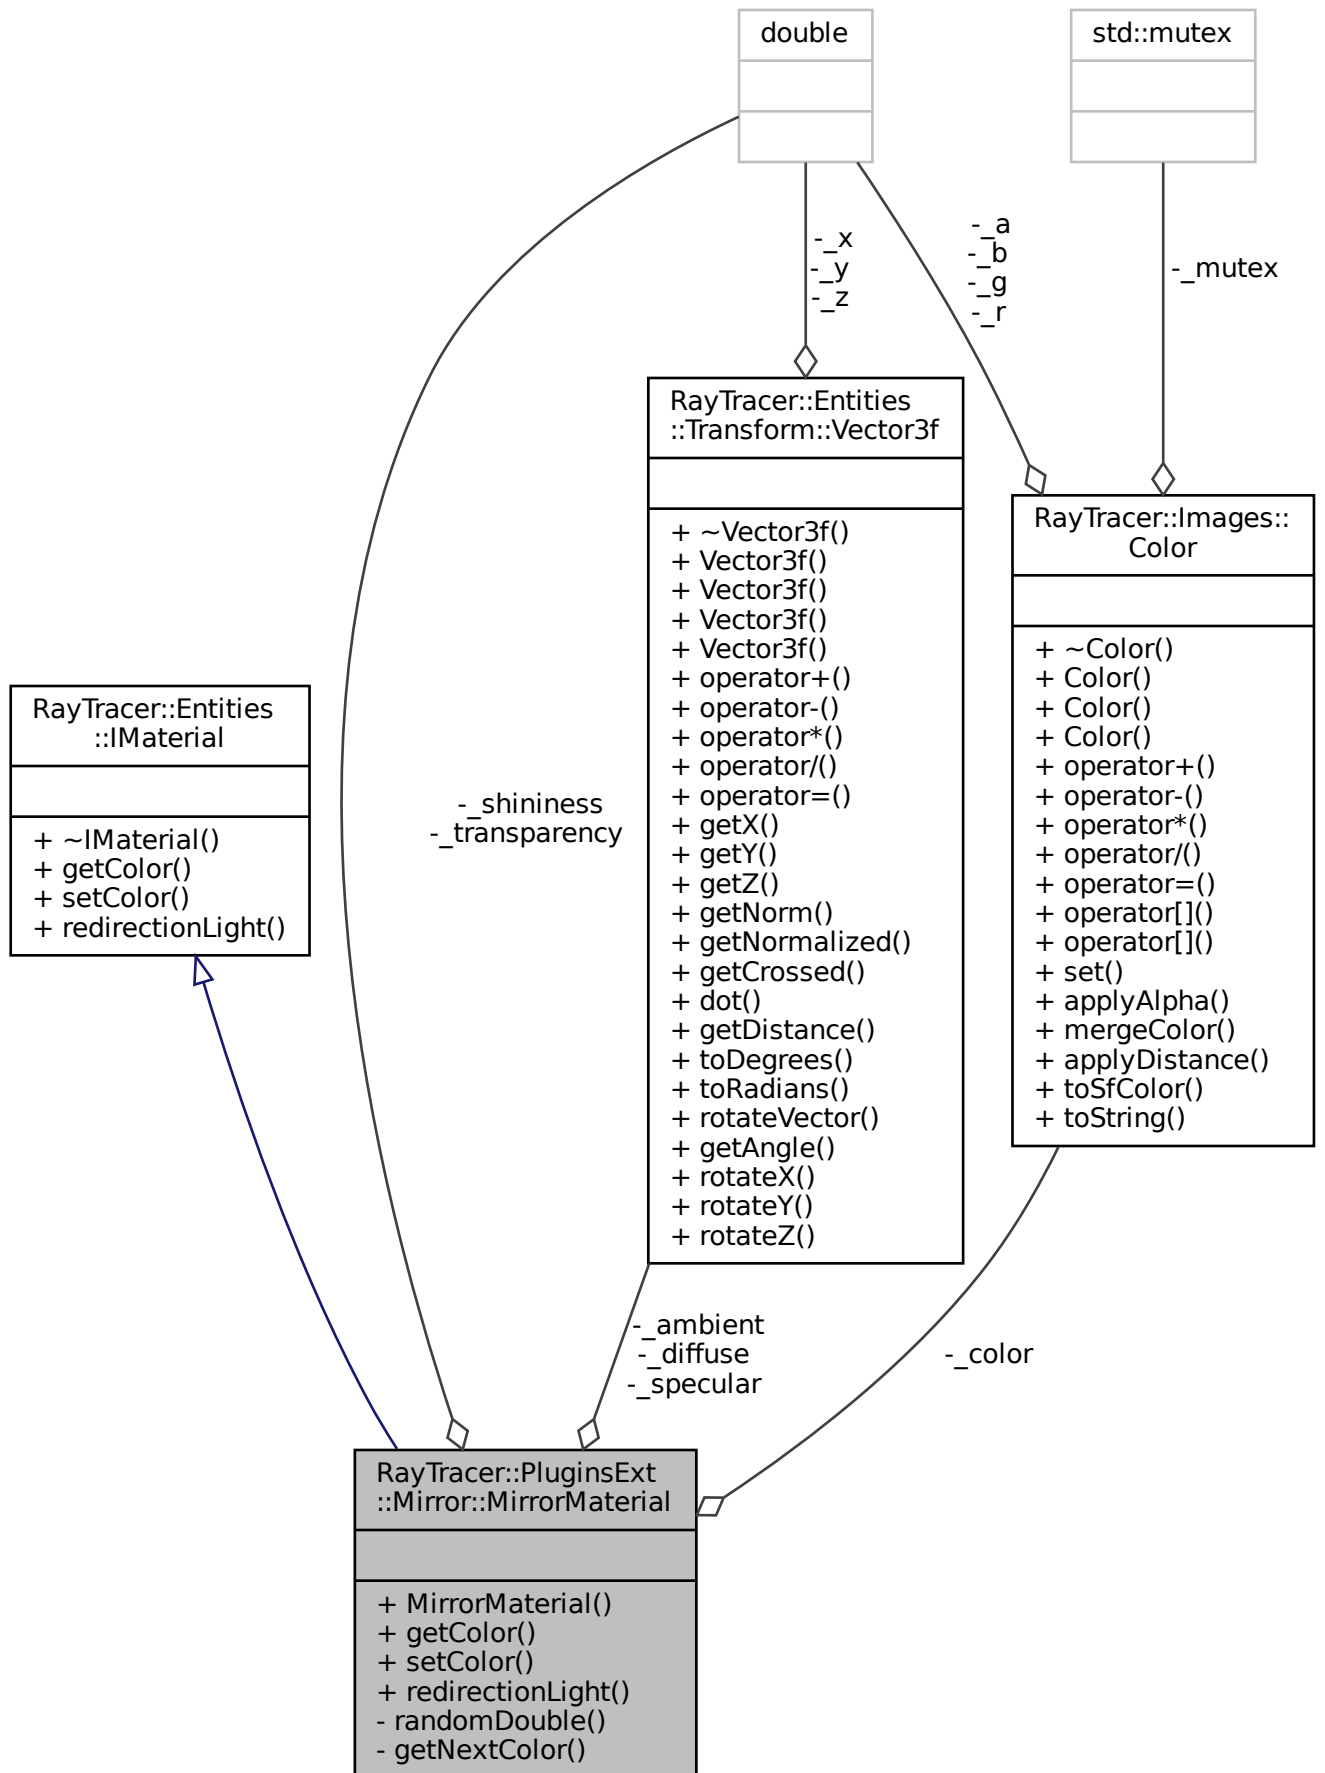 double
std::mutex
-_x
-_y
-_z
-_a
-_b
-_g
-_r
-_mutex
RayTracer::Entities
::Transform::Vector3f
+ ~Vector3f()
+ Vector3f()
+ Vector3f()
+ Vector3f()
+ Vector3f()
+ operator+()
+ operator-()
+ operator*()
+ operator/()
+ operator=()
+ getX()
+ getY()
+ getZ()
+ getNorm()
+ getNormalized()
+ getCrossed()
+ dot()
+ getDistance()
+ toDegrees()
+ toRadians()
+ rotateVector()
+ getAngle()
+ rotateX()
+ rotateY()
+ rotateZ()
RayTracer::Images::
Color
+ ~Color()
+ Color()
+ Color()
+ Color()
+ operator+()
+ operator-()
+ operator*()
+ operator/()
+ operator=()
+ operator[]()
+ operator[]()
+ set()
+ applyAlpha()
+ mergeColor()
+ applyDistance()
+ toSfColor()
+ toString()
RayTracer::Entities
::IMaterial
+ ~IMaterial()
+ getColor()
+ setColor()
+ redirectionLight()
-_shininess
-_transparency
-_ambient
-_diffuse
-_specular
-_color
RayTracer::PluginsExt
::Mirror::MirrorMaterial
+ MirrorMaterial()
+ getColor()
+ setColor()
+ redirectionLight()
- randomDouble()
- getNextColor()